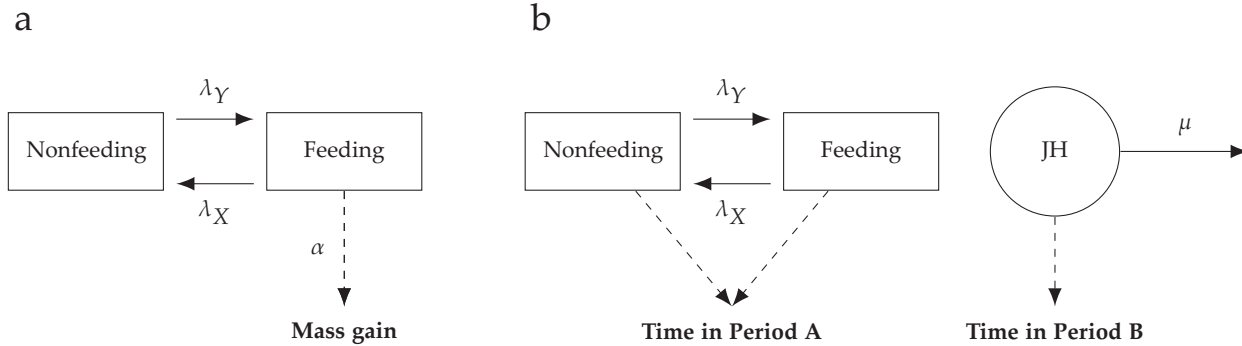 a
λY
Nonfeeding
Feeding
λX
α
Mass gain
b
λY
Nonfeeding
Feeding
λX
Time in Period A
JH
μ
Time in Period B